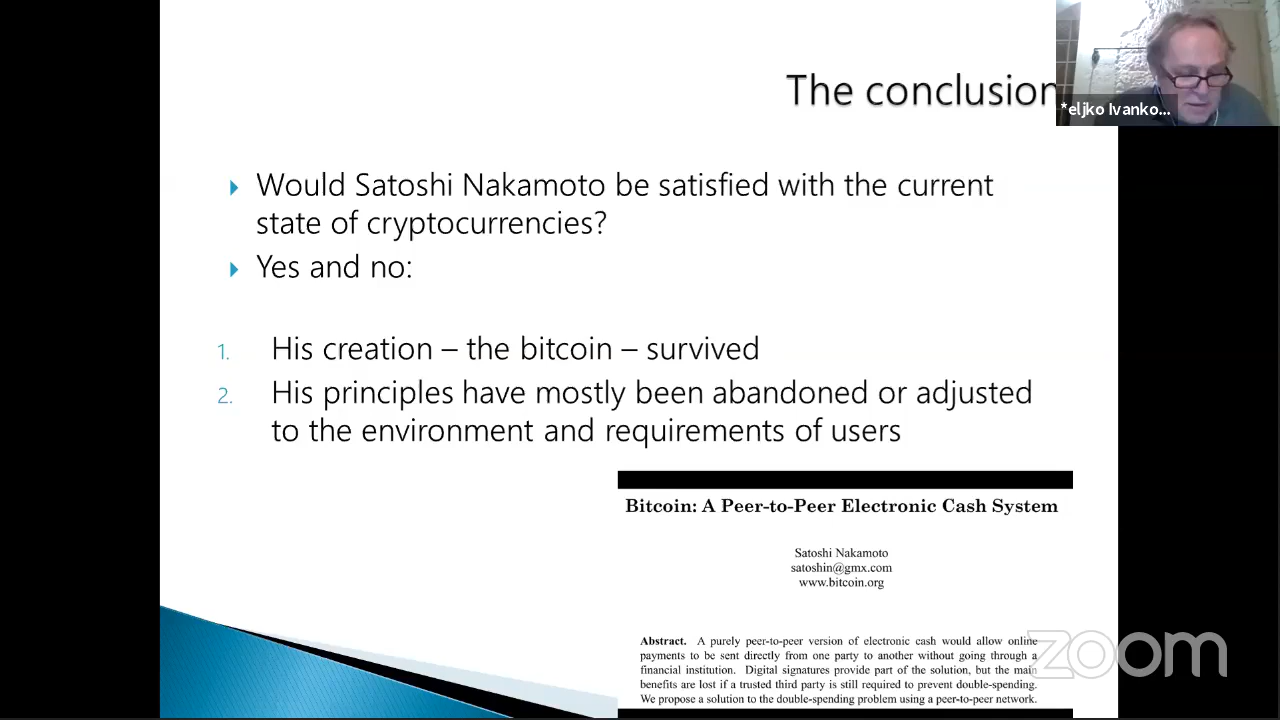 The conclusion
*eljko Ivanko...
Would Satoshi Nakamoto be satisfied with the current
state of cryptocurrencies?
Yes and no:
1. His creation – the bitcoin – survived
2. His principles have mostly been abandoned or adjusted
to the environment and requirements of users
Bitcoin: A Peer-to-Peer Electronic Cash System
Satoshi Nakamoto
satoshin@gmx.com
www.bitcoin.org
Abstract. A purely peer-to-peer version of electronic cash would allow online
payments to be sent directly from one party to another without going through a
financial institution. Digital signatures provide part of the solution, but the main
benefits are lost if a trusted third party is still required to prevent double-spending.
We propose a solution to the double-spending problem using a peer-to-peer network.
zoom